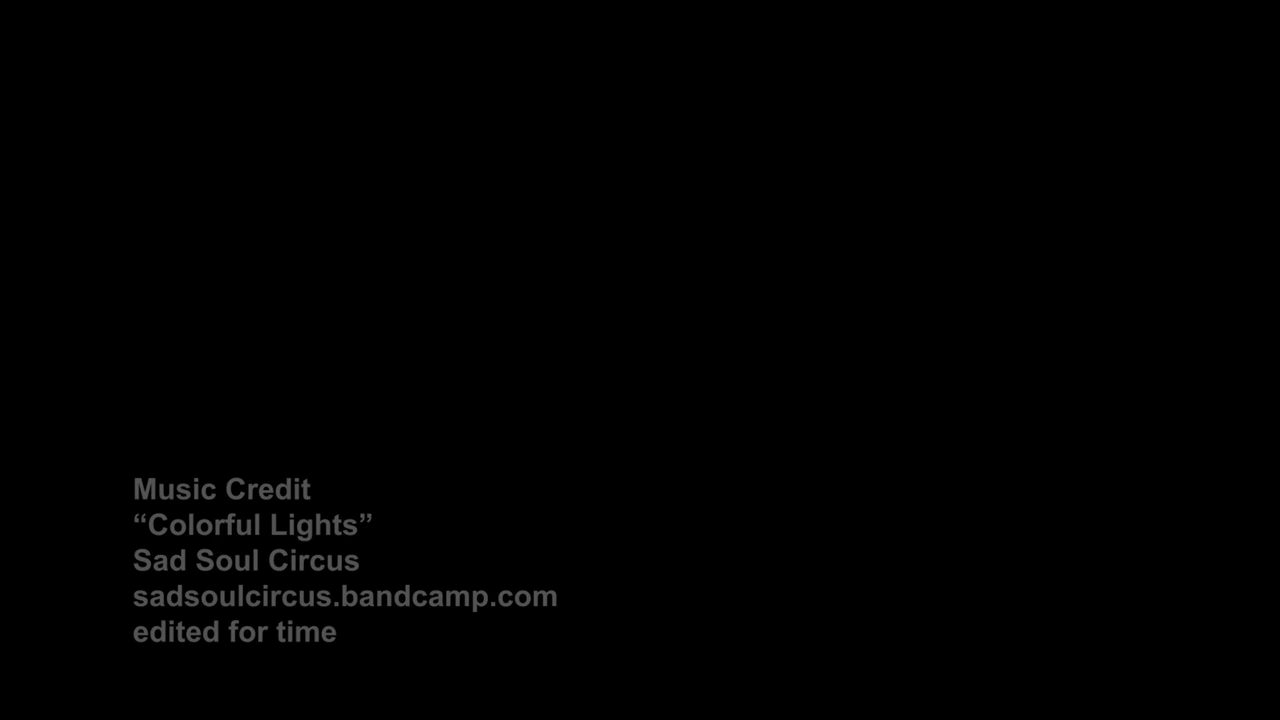 Music Credit
“Colorful Lights”
Sad Soul Circus
sadsoulcircus.bandcamp.com
edited for time